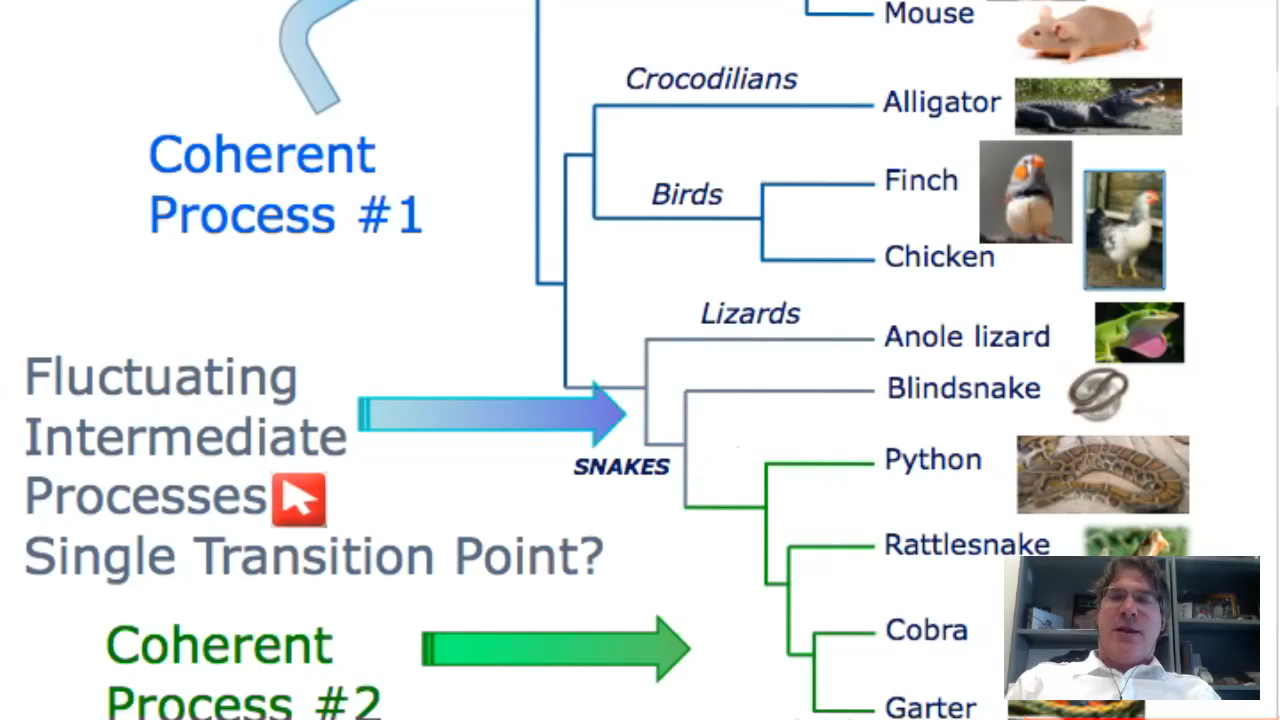 Mouse
Crocodilians
Alligator
Coherent
Process #1
Finch
Birds
Chicken
Lizards
Anole lizard
Fluctuating
Intermediate
Processes
Single Transition Point?
Blindsnake
SNAKES
Python
Rattlesnake
Cobra
Coherent
Process #2
Garter